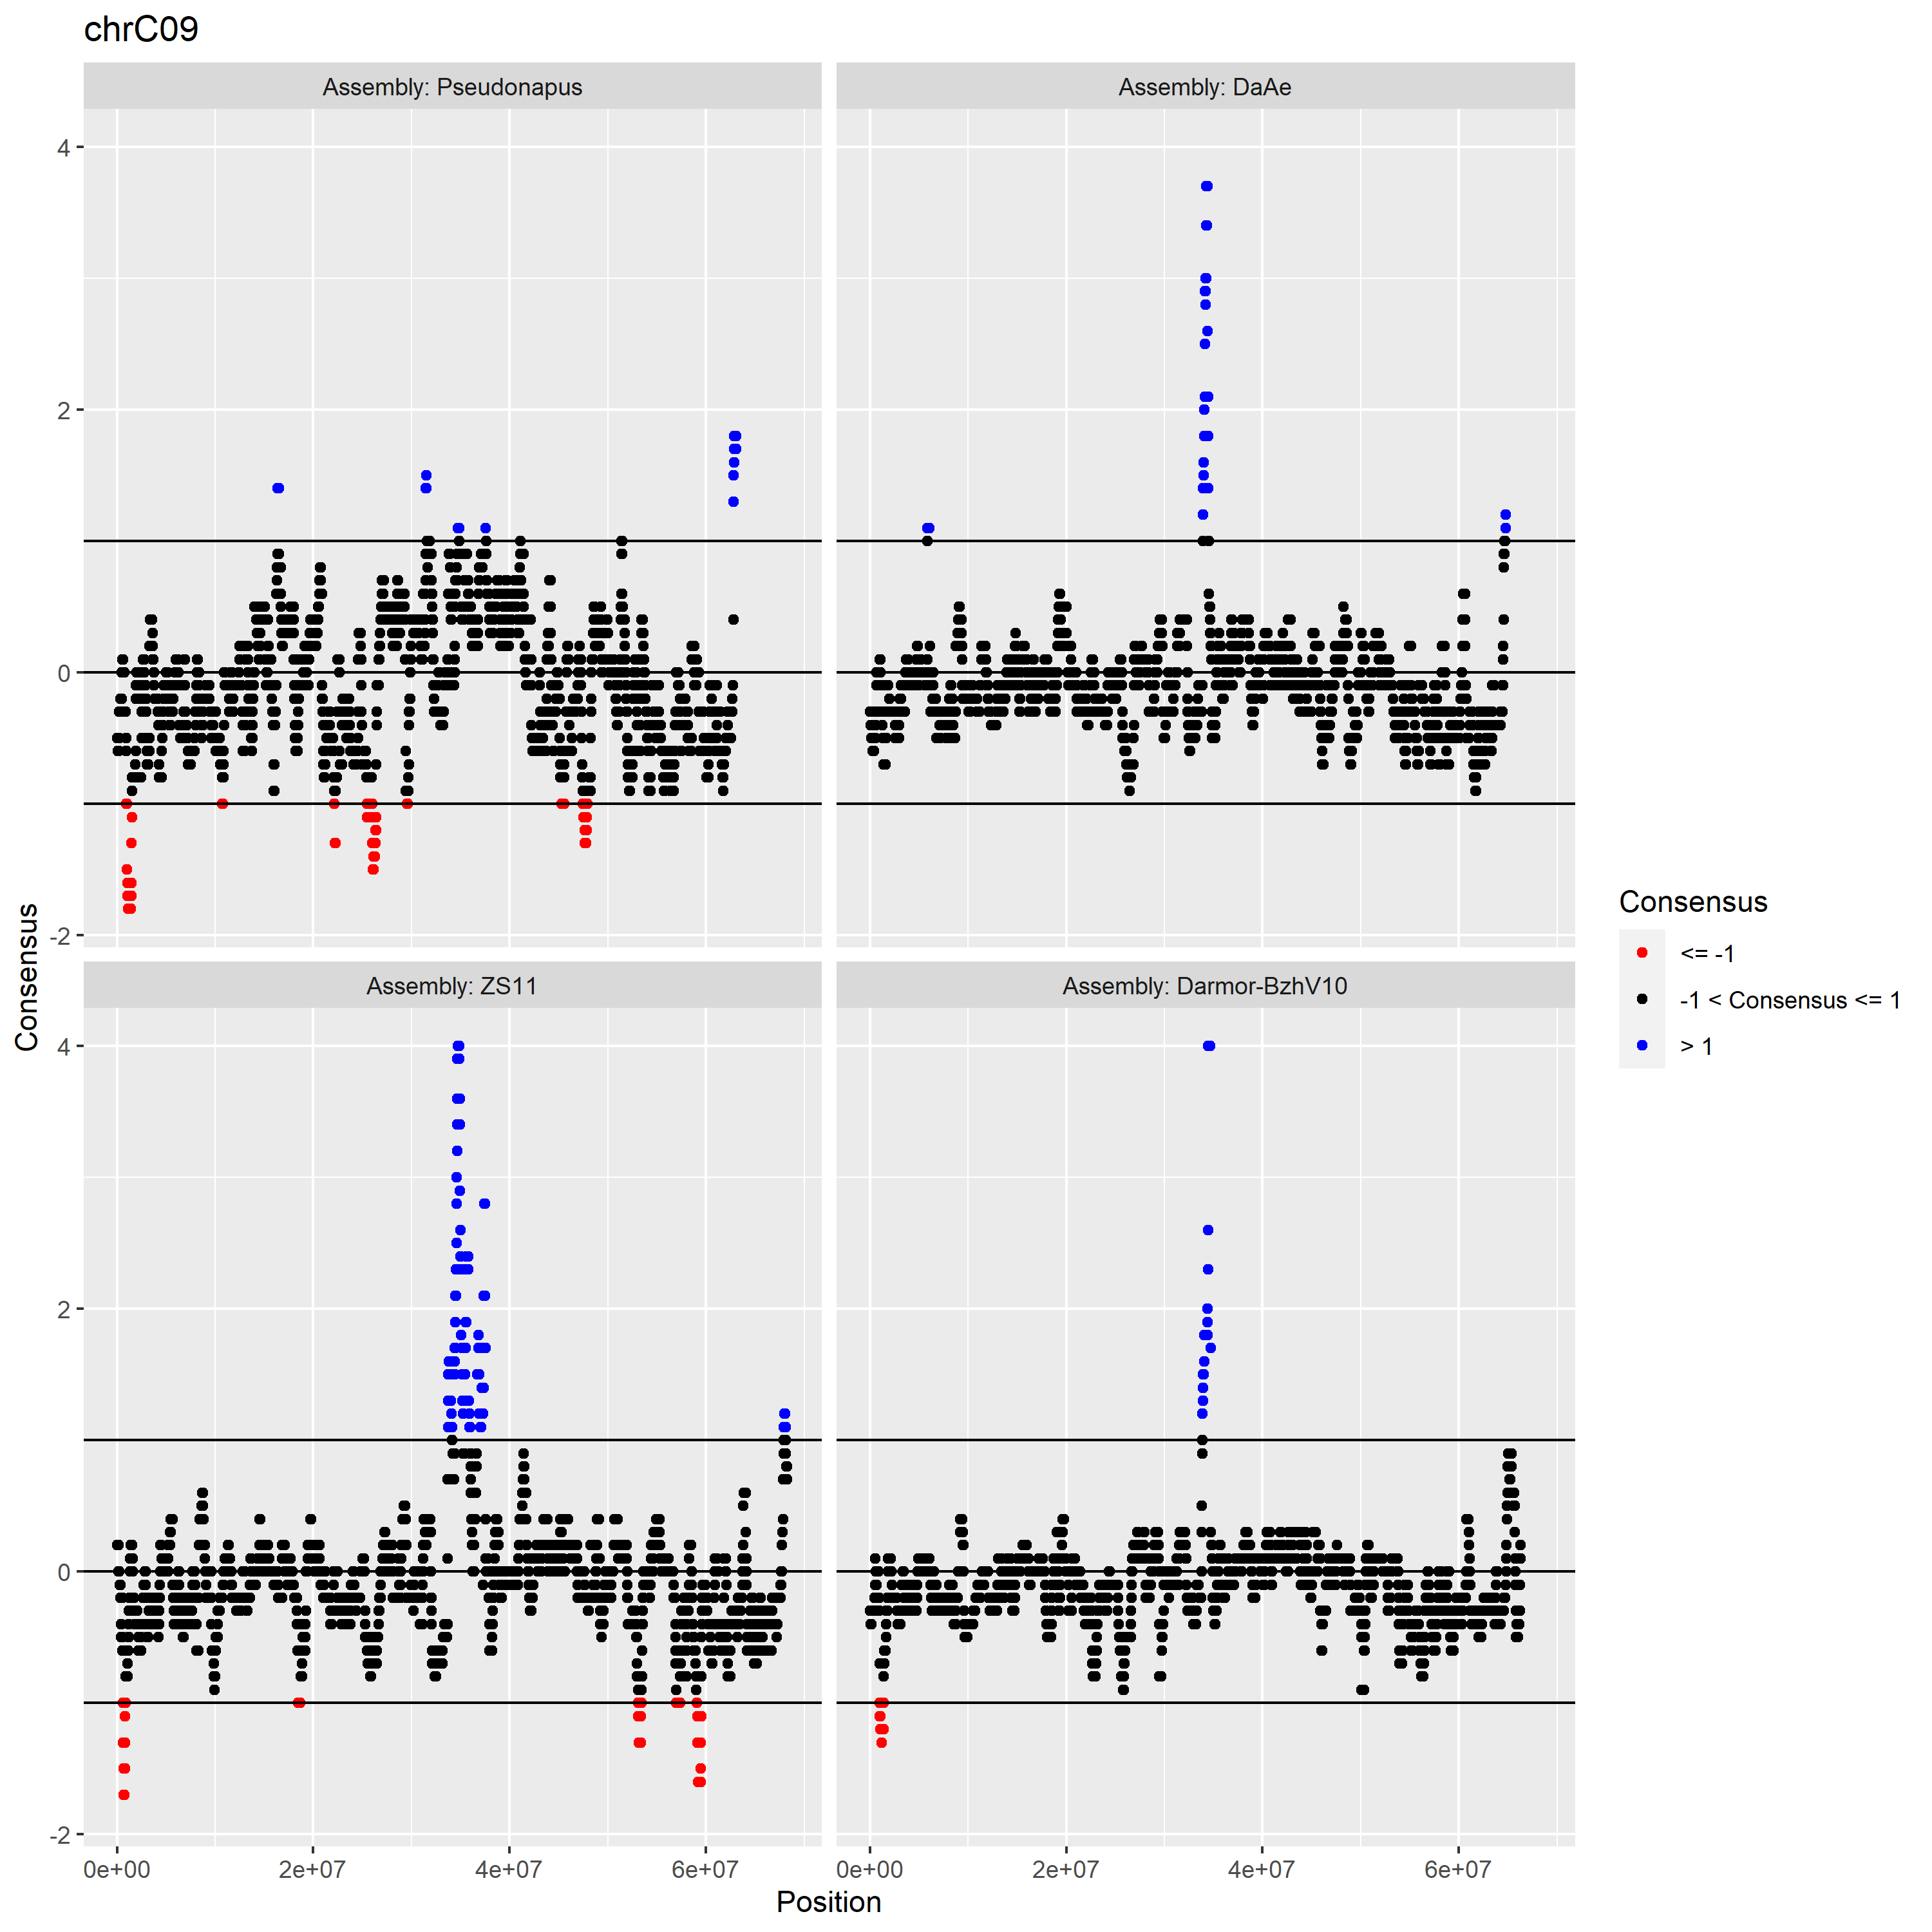 chrC09
Assembly: Pseudonapus
Assembly: DaAe
4
2
0
-2
Assembly: ZS11
Assembly: Darmor-BzhV10
4
2
0
-2
0e+00 2e+07 4e+07 6e+07
0e+00 2e+07 4e+07 6e+07
Position
Consensus
Consensus
<= -1
-1 < Consensus <= 1
> 1